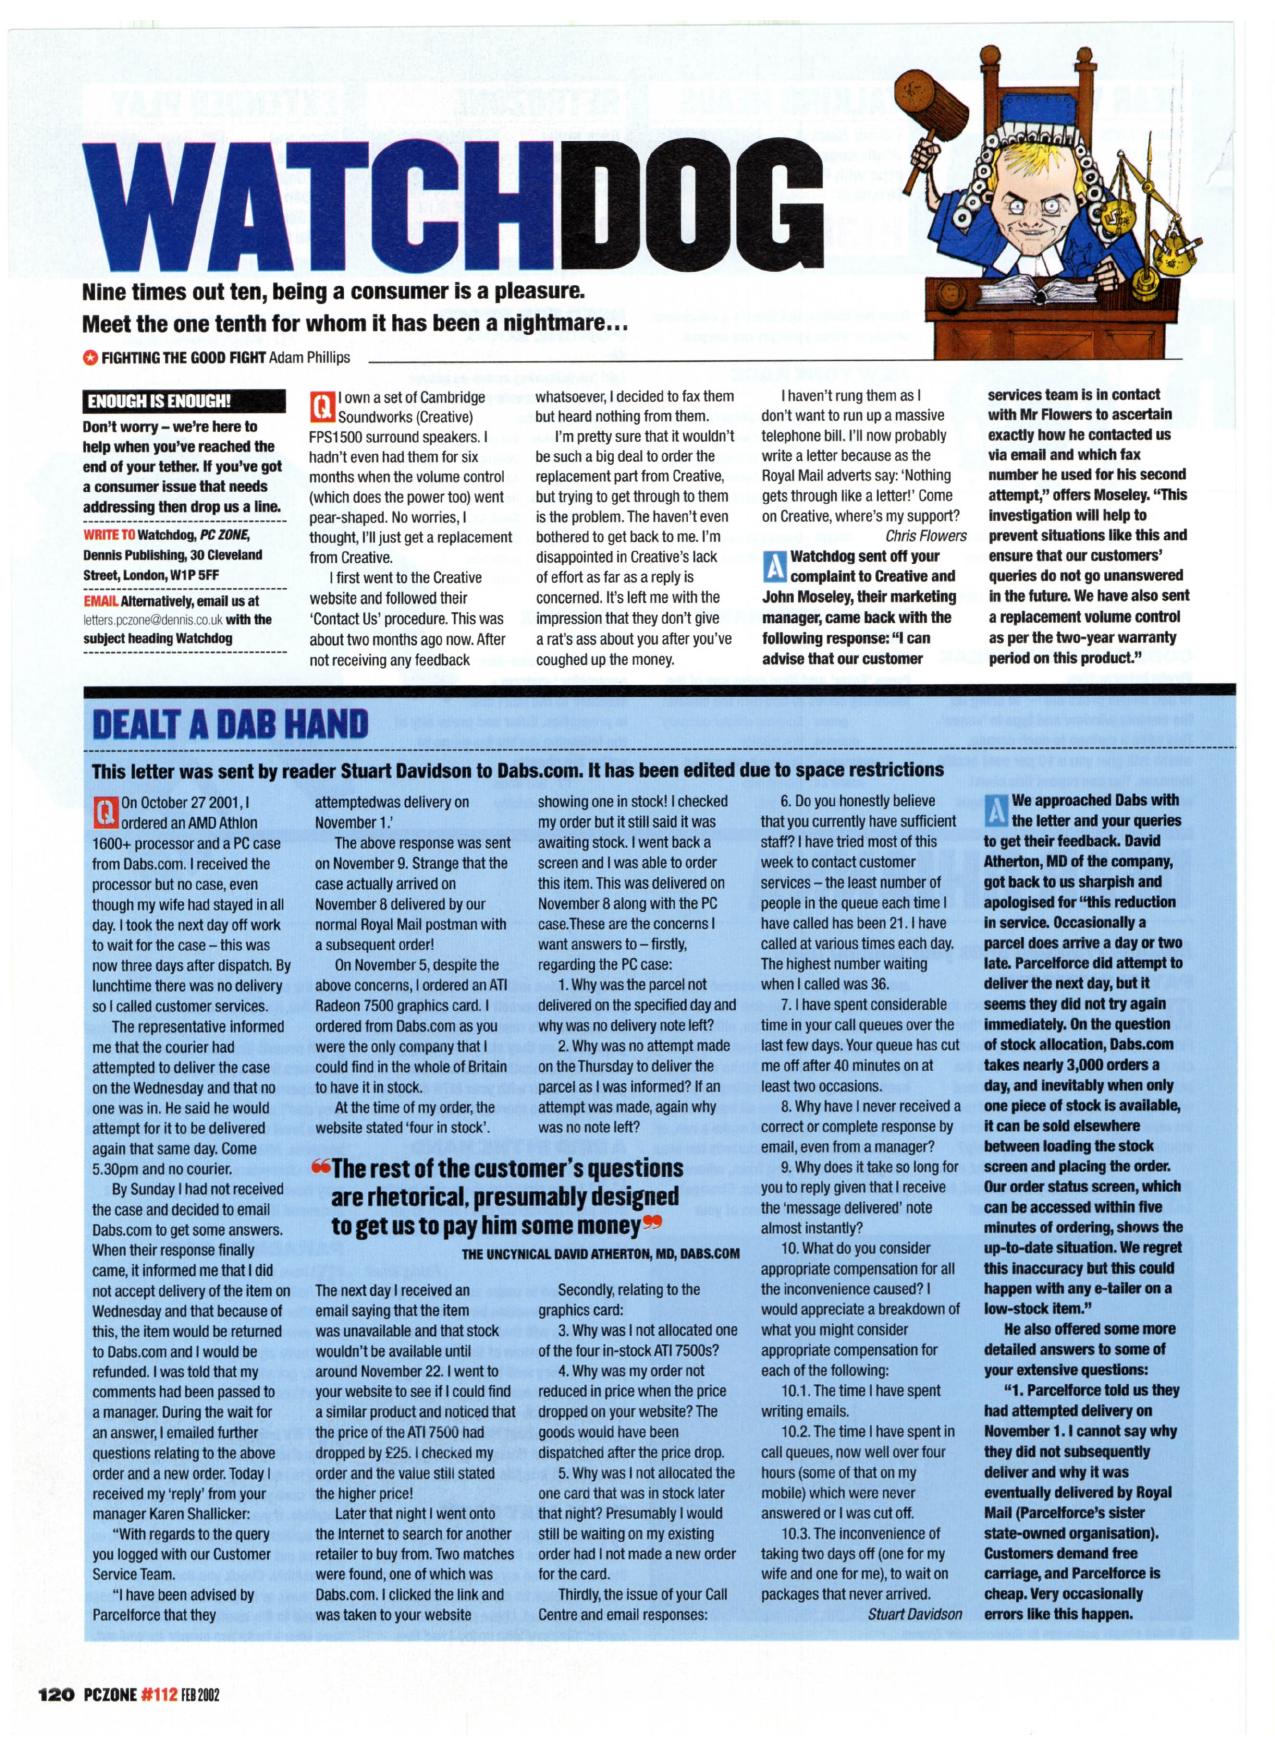 WATCHDOG
Nine times out ten, being a consumer is a pleasure.
Meet the one tenth for whom it has been a nightmare...
FIGHTING THE GOOD FIGHT Adam Phillips
ENOUGH IS ENOUGH!
Don't worry – we're here to
help when you've reached the
end of your tether. If you've got
a consumer issue that needs
addressing then drop us a line.
WRITE TO Watchdog, PC ZONE,
Dennis Publishing, 30 Cleveland
Street, London, W1P 5FF
EMAIL Alternatively, email us at
letters.pczone@dennis.co.uk with the
subject heading Watchdog
Q I own a set of Cambridge
Soundworks (Creative)
FPS1500 surround speakers. I
hadn't even had them for six
months when the volume control
(which does the power too) went
pear-shaped. No worries, I
thought, I'll just get a replacement
from Creative.
I first went to the Creative
website and followed their
'Contact Us' procedure. This was
about two months ago now. After
not receiving any feedback
whatsoever, I decided to fax them
but heard nothing from them.
I'm pretty sure that it wouldn't
be such a big deal to order the
replacement part from Creative,
but trying to get through to them
is the problem. The haven't even
bothered to get back to me. I'm
disappointed in Creative's lack
of effort as far as a reply is
concerned. It's left me with the
impression that they don't give
a rat's ass about you after you've
coughed up the money.
I haven't rung them as I
don't want to run up a massive
telephone bill. I'll now probably
write a letter because as the
Royal Mail adverts say: 'Nothing
gets through like a letter!' Come
on Creative, where's my support?
Chris Flowers
A Watchdog sent off your
complaint to Creative and
John Moseley, their marketing
manager, came back with the
following response: "I can
advise that our customer
services team is in contact
with Mr Flowers to ascertain
exactly how he contacted us
via email and which fax
number he used for his second
attempt," offers Moseley. "This
investigation will help to
prevent situations like this and
ensure that our customers'
queries do not go unanswered
in the future. We have also sent
a replacement volume control
as per the two-year warranty
period on this product."
DEALT A DAB HAND
This letter was sent by reader Stuart Davidson to Dabs.com. It has been edited due to space restrictions
Q On October 27 2001, I
ordered an AMD Athlon
1600+ processor and a PC case
from Dabs.com. I received the
processor but no case, even
though my wife had stayed in all
day. I took the next day off work
to wait for the case – this was
now three days after dispatch. By
lunchtime there was no delivery
so I called customer services.
The representative informed
me that the courier had
attempted to deliver the case
on the Wednesday and that no
one was in. He said he would
attempt for it to be delivered
again that same day. Come
5.30pm and no courier.
By Sunday I had not received
the case and decided to email
Dabs.com to get some answers.
When their response finally
came, it informed me that I did
not accept delivery of the item on
Wednesday and that because of
this, the item would be returned
to Dabs.com and I would be
refunded. I was told that my
comments had been passed to
a manager. During the wait for
an answer, I emailed further
questions relating to the above
order and a new order. Today I
received my 'reply' from your
manager Karen Shallicker:
"With regards to the query
you logged with our Customer
Service Team.
"I have been advised by
Parcelforce that they
attemptedwas delivery on
November 1.'
The above response was sent
on November 9. Strange that the
case actually arrived on
November 8 delivered by our
normal Royal Mail postman with
a subsequent order!
On November 5, despite the
above concerns, I ordered an ATI
Radeon 7500 graphics card. I
ordered from Dabs.com as you
were the only company that I
could find in the whole of Britain
to have it in stock.
At the time of my order, the
website stated 'four in stock'.
The next day I received an
email saying that the item
was unavailable and that stock
wouldn't be available until
around November 22. I went to
your website to see if I could find
a similar product and noticed that
the price of the ATI 7500 had
dropped by £25. I checked my
order and the value still stated
the higher price!
Later that night I went onto
the Internet to search for another
retailer to buy from. Two matches
were found, one of which was
Dabs.com. I clicked the link and
was taken to your website
showing one in stock! I checked
my order but it still said it was
awaiting stock. I went back a
screen and I was able to order
this item. This was delivered on
November 8 along with the PC
case.These are the concerns I
want answers to – firstly,
regarding the PC case:
1. Why was the parcel not
delivered on the specified day and
why was no delivery note left?
2. Why was no attempt made
on the Thursday to deliver the
parcel as I was informed? If an
attempt was made, again why
was no note left?
"The rest of the customer's questions
are rhetorical, presumably designed
to get us to pay him some money"
THE UNCYNICAL DAVID ATHERTON, MD, DABS.COM
Secondly, relating to the
graphics card:
3. Why was I not allocated one
of the four in-stock ATI 7500s?
4. Why was my order not
reduced in price when the price
dropped on your website? The
goods would have been
dispatched after the price drop.
5. Why was I not allocated the
one card that was in stock later
that night? Presumably I would
still be waiting on my existing
order had I not made a new order
for the card.
Thirdly, the issue of your Call
Centre and email responses:
6. Do you honestly believe
that you currently have sufficient
staff? I have tried most of this
week to contact customer
services – the least number of
people in the queue each time I
have called has been 21. I have
called at various times each day.
The highest number waiting
when I called was 36.
7. I have spent considerable
time in your call queues over the
last few days. Your queue has cut
me off after 40 minutes on at
least two occasions.
8. Why have I never received a
correct or complete response by
email, even from a manager?
9. Why does it take so long for
you to reply given that I receive
the 'message delivered' note
almost instantly?
10. What do you consider
appropriate compensation for all
the inconvenience caused? I
would appreciate a breakdown of
what you might consider
appropriate compensation for
each of the following:
10.1. The time I have spent
writing emails.
10.2. The time I have spent in
call queues, now well over four
hours (some of that on my
mobile) which were never
answered or I was cut off.
10.3. The inconvenience of
taking two days off (one for my
wife and one for me), to wait on
packages that never arrived.
Stuart Davidson
A We approached Dabs with
the letter and your queries
to get their feedback. David
Atherton, MD of the company,
got back to us sharpish and
apologised for "this reduction
in service. Occasionally a
parcel does arrive a day or two
late. Parcelforce did attempt to
deliver the next day, but it
seems they did not try again
immediately. On the question
of stock allocation, Dabs.com
takes nearly 3,000 orders a
day, and inevitably when only
one piece of stock is available,
it can be sold elsewhere
between loading the stock
screen and placing the order.
Our order status screen, which
can be accessed within five
minutes of ordering, shows the
up-to-date situation. We regret
this inaccuracy but this could
happen with any e-tailer on a
low-stock item."
He also offered some more
detailed answers to some of
your extensive questions:
"1. Parcelforce told us they
had attempted delivery on
November 1. I cannot say why
they did not subsequently
deliver and why it was
eventually delivered by Royal
Mail (Parcelforce's sister
state-owned organisation).
Customers demand free
carriage, and Parcelforce is
cheap. Very occasionally
errors like this happen.
120 PCZONE #112 FEB 2002